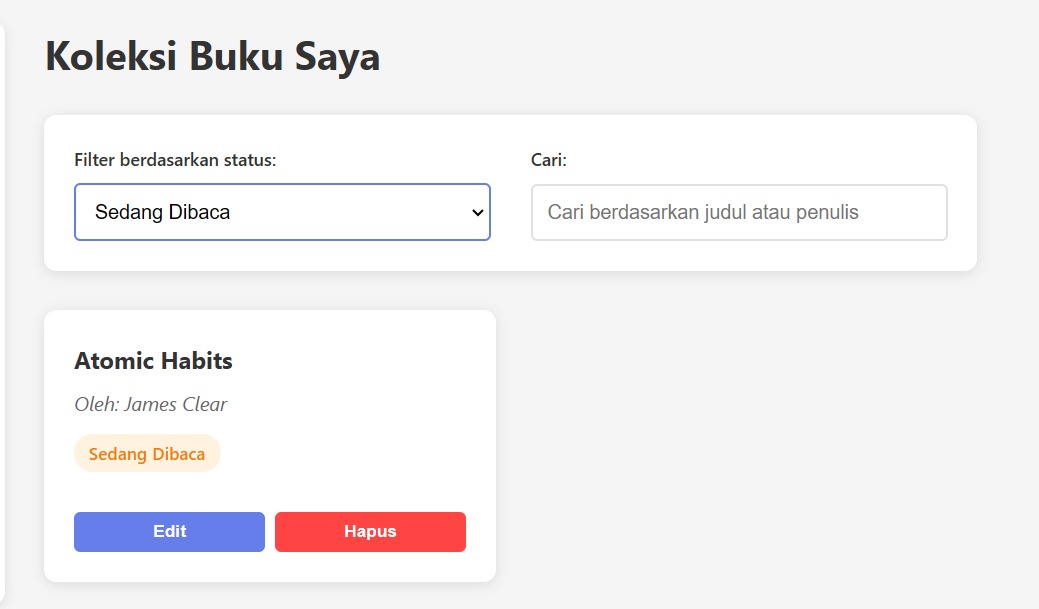 Koleksi Buku Saya
Filter berdasarkan status:
Sedang Dibaca
Cari:
Cari berdasarkan judul atau penulis
Atomic Habits
Oleh: James Clear
Sedang Dibaca
Edit
Hapus